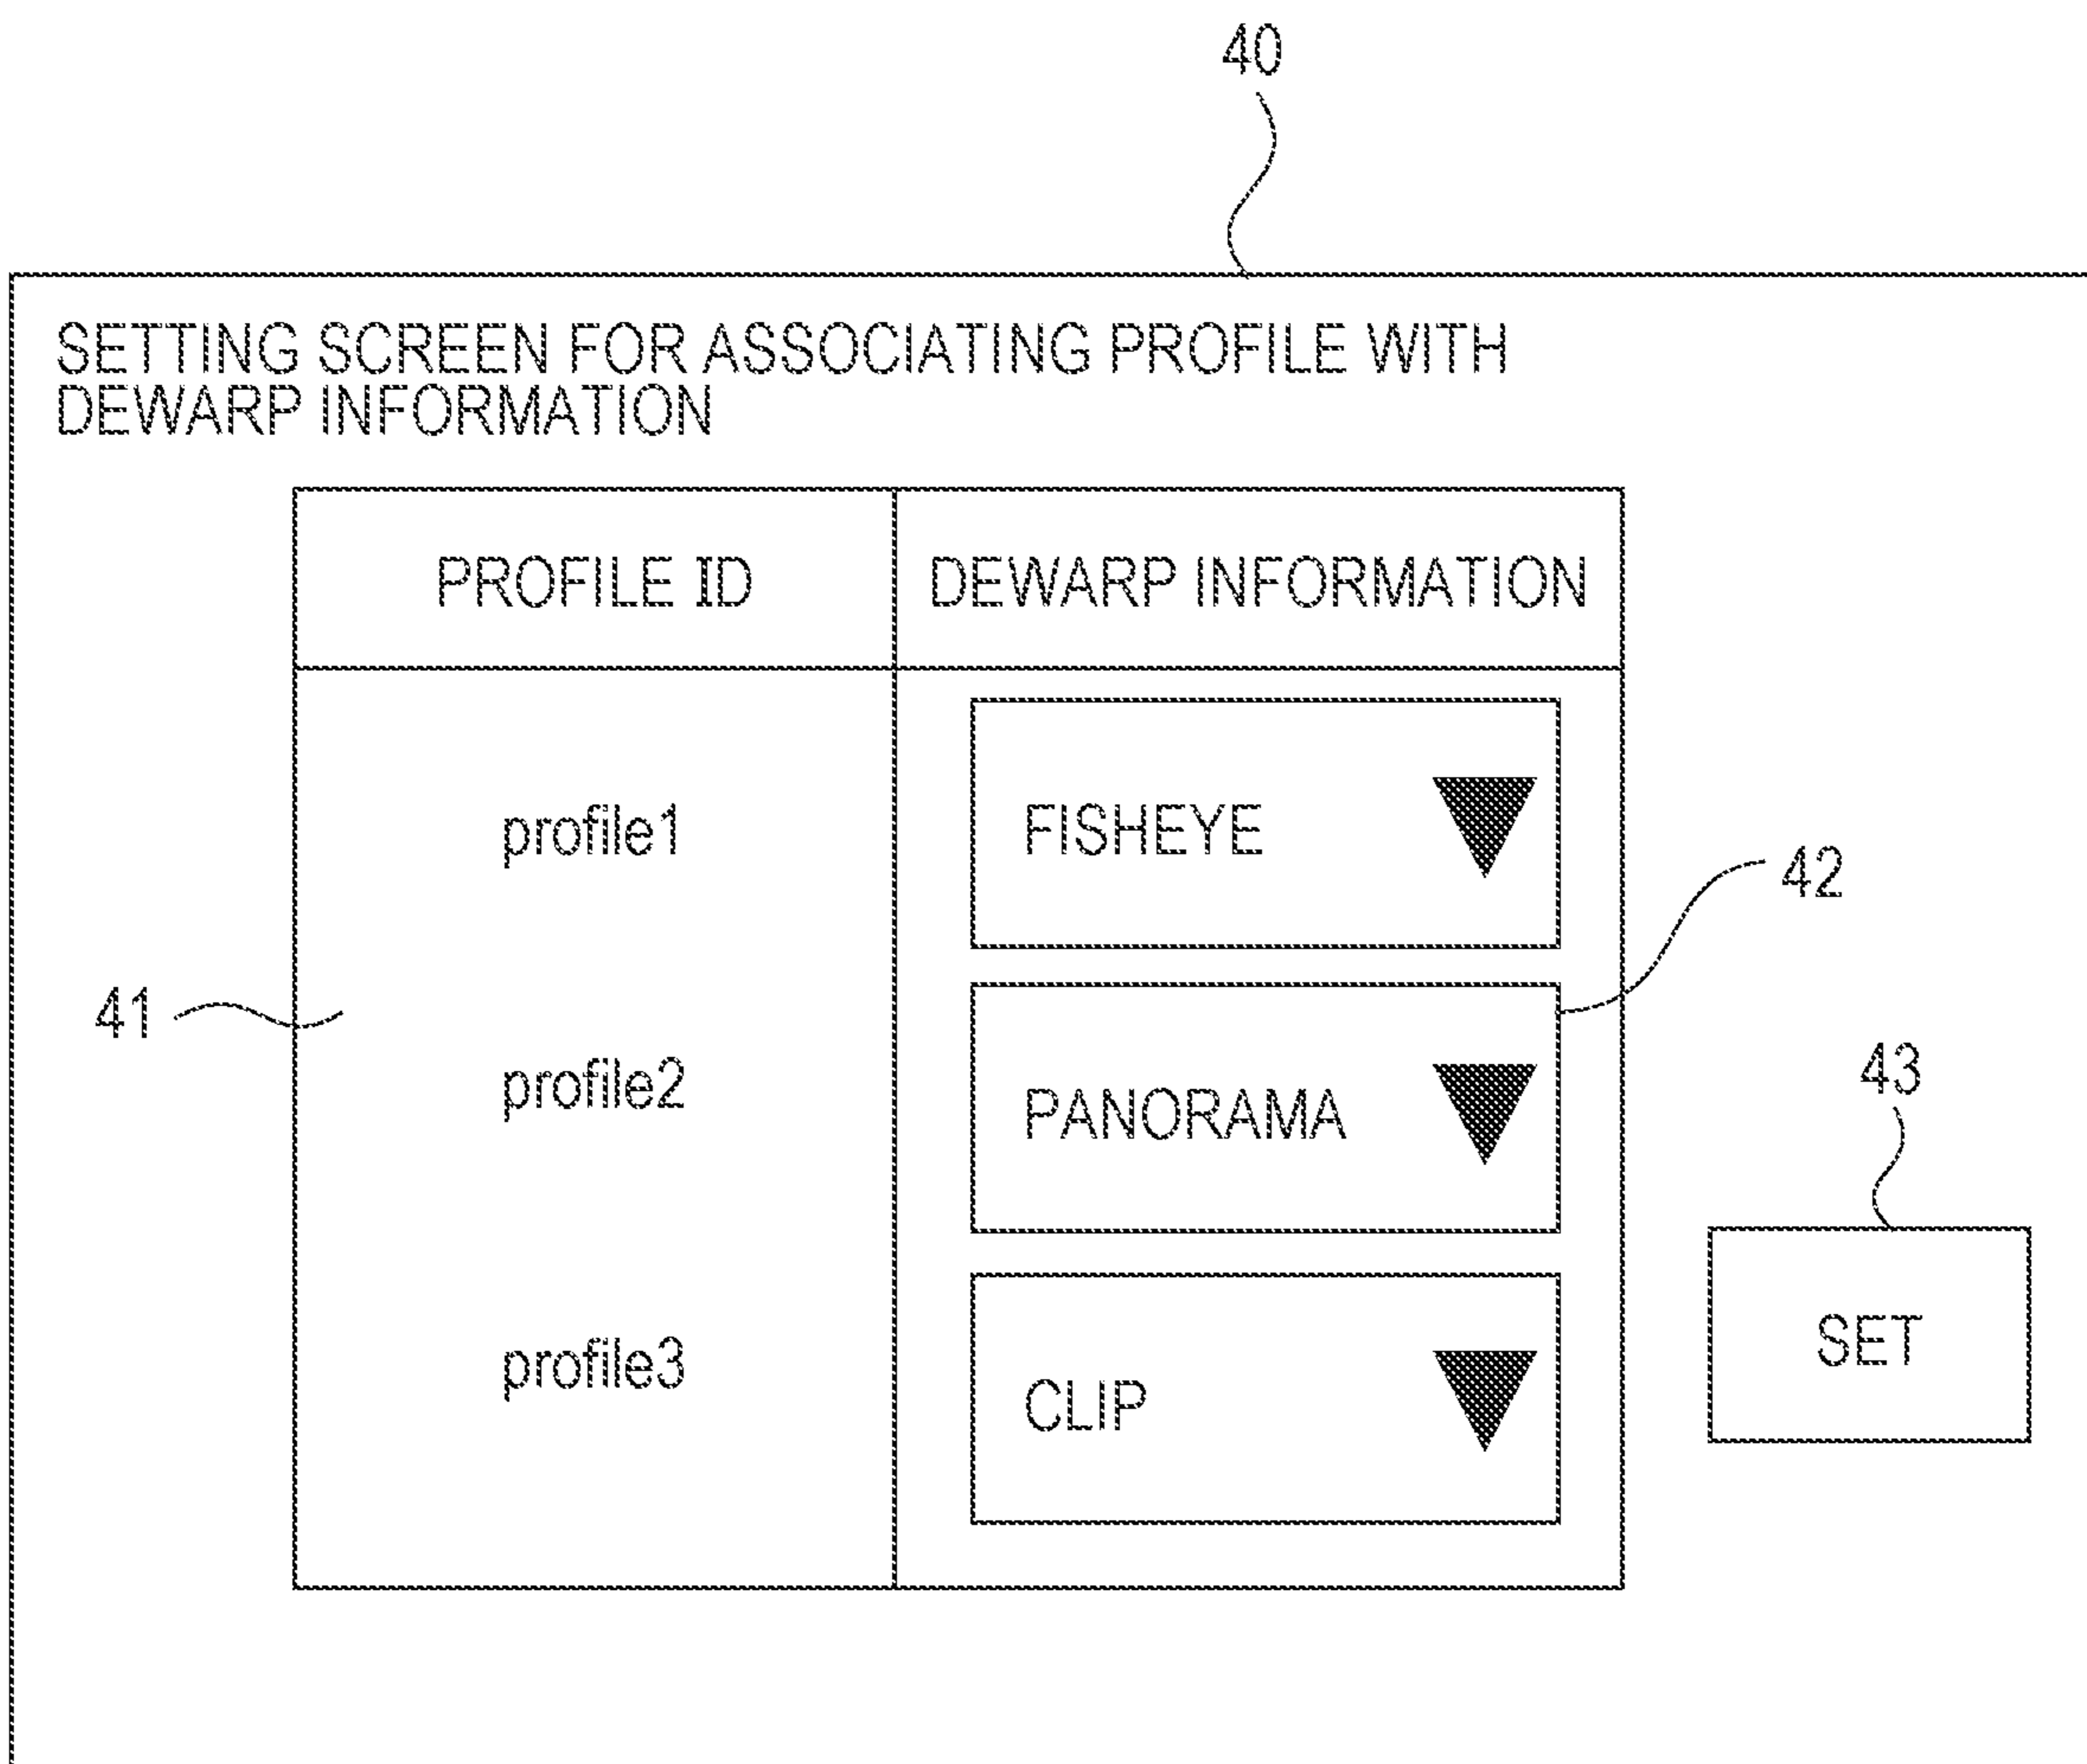 40
SETTING SCREEN FOR ASSOCIATING PROFILE WITH
DEWARP INFORMATION
PROFILE ID
DEWARP INFORMATION
profile1
FISHEYE
42
41
profile2
PANORAMA
43
profile3
CLIP
SET